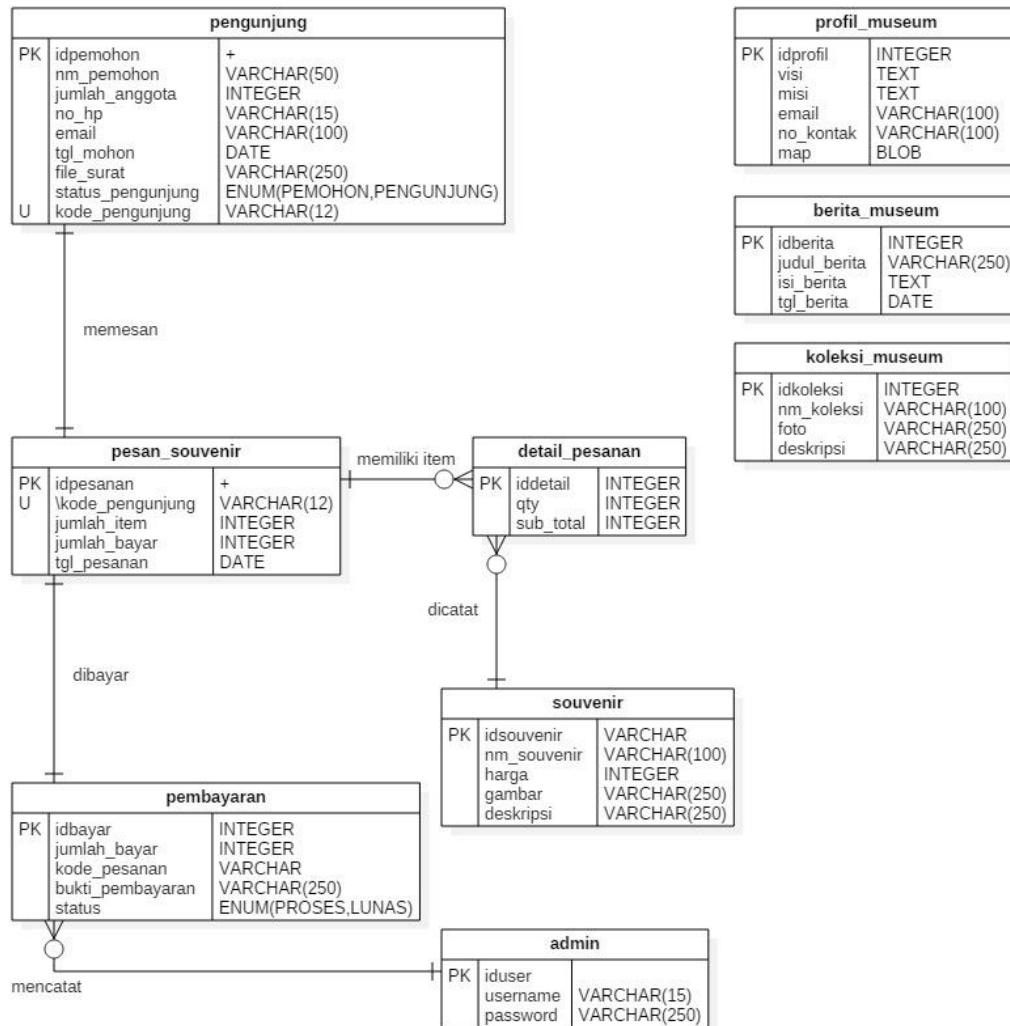 pengunjung
PK idpemohon +
nm_pemohon VARCHAR(50)
jumlah_anggota INTEGER
no_hp VARCHAR(15)
email VARCHAR(100)
tgl_mohon DATE
file_surat VARCHAR(250)
status_pengunjung ENUM(PEMOHON,PENGUNJUNG)
U kode_pengunjung VARCHAR(12)
profil_museum
PK idprofil INTEGER
visi TEXT
misi TEXT
email VARCHAR(100)
no_kontak VARCHAR(100)
map BLOB
berita_museum
PK idberita INTEGER
judul_berita VARCHAR(250)
isi_berita TEXT
tgl_berita DATE
memesan
koleksi_museum
PK idkoleksi INTEGER
nm_koleksi VARCHAR(100)
foto VARCHAR(250)
deskripsi VARCHAR(250)
pesan_souvenir
PK idpesanan +
U \kode_pengunjung VARCHAR(12)
jumlah_item INTEGER
jumlah_bayar INTEGER
tgl_pesanan DATE
memiliki item
detail_pesanan
PK iddetail INTEGER
qty INTEGER
sub_total INTEGER
dicatat
dibayar
souvenir
PK idsouvenir VARCHAR
nm_souvenir VARCHAR(100)
harga INTEGER
gambar VARCHAR(250)
deskripsi VARCHAR(250)
pembayaran
PK idbayar INTEGER
jumlah_bayar INTEGER
kode_pesanan VARCHAR
bukti_pembayaran VARCHAR(250)
status ENUM(PROSES,LUNAS)
mencatat
admin
PK iduser
username VARCHAR(15)
password VARCHAR(250)